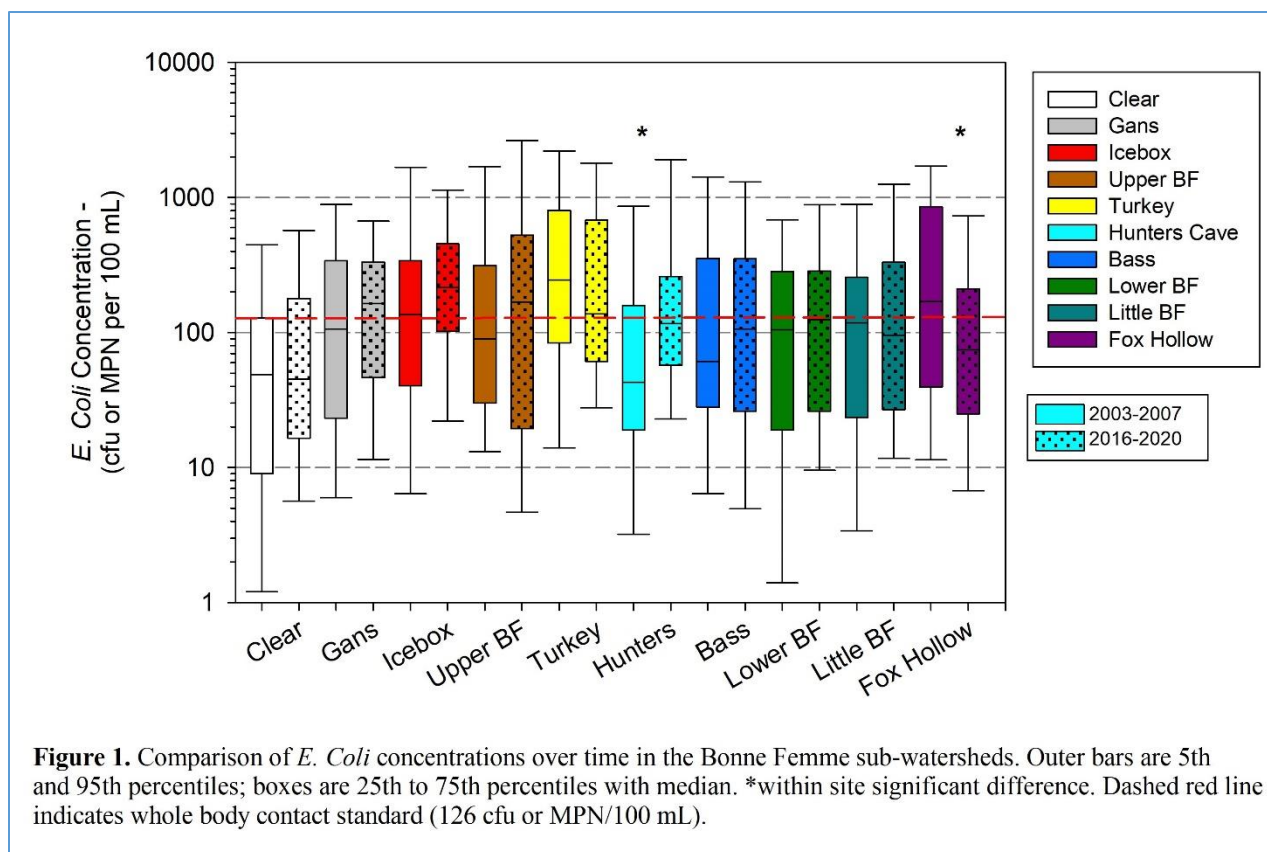 10000
1000
100
10
1
E. Coli Concentration -
(cfu or MPN per 100 mL)
*
*
Clear
Gans
Icebox
Upper BF
Turkey
Hunters
Bass
Lower BF
Little BF
Fox Hollow
Clear
Gans
Icebox
Upper BF
Turkey
Hunters Cave
Bass
Lower BF
Little BF
Fox Hollow
2003-2007
2016-2020
Figure 1. Comparison of E. Coli concentrations over time in the Bonne Femme sub-watersheds. Outer bars are 5th
and 95th percentiles; boxes are 25th to 75th percentiles with median. *within site significant difference. Dashed red line
indicates whole body contact standard (126 cfu or MPN/100 mL).